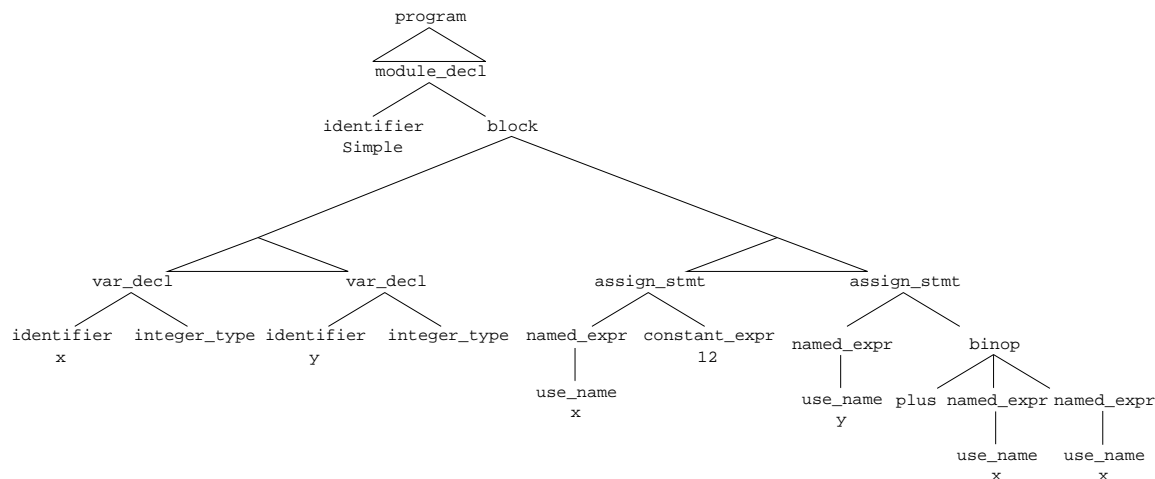 program
module_decl
identifier block
Simple
var_decl var_decl assign_stmt assign_stmt
identifier integer_type identifier integer_type named_expr constant_expr named_expr binop
x y 12
use_name use_name plus named_expr named_expr
x y
use_name use_name
x x